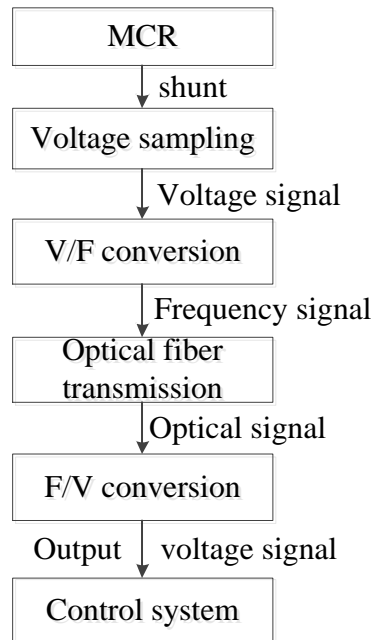 MCR
shunt
Voltage sampling
Voltage signal
V/F conversion
Frequency signal
Optical fiber
transmission
Optical signal
F/V conversion
Output voltage signal
Control system